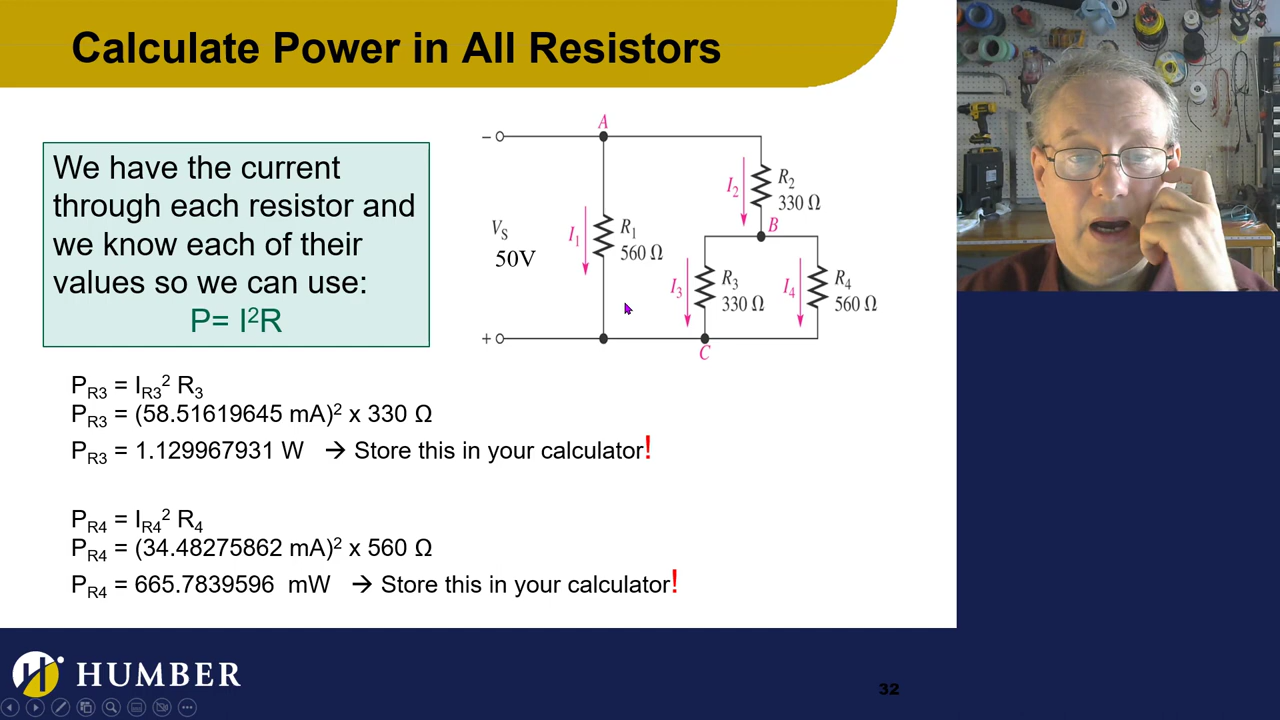 Calculate Power in All Resistors
We have the current
through each resistor and
we know each of their
values so we can use:
P= I²R
A
− 
I₂
R₂
330 Ω
B
V_S
50V
I₁
R₁
560 Ω
I₃
R₃
330 Ω
I₄
R₄
560 Ω
+
C
P_R3 = I_R3² R₃
P_R3 = (58.51619645 mA)² x 330 Ω
P_R3 = 1.129967931 W → Store this in your calculator!
P_R4 = I_R4² R₄
P_R4 = (34.48275862 mA)² x 560 Ω
P_R4 = 665.7839596 mW → Store this in your calculator!
HUMBER
32